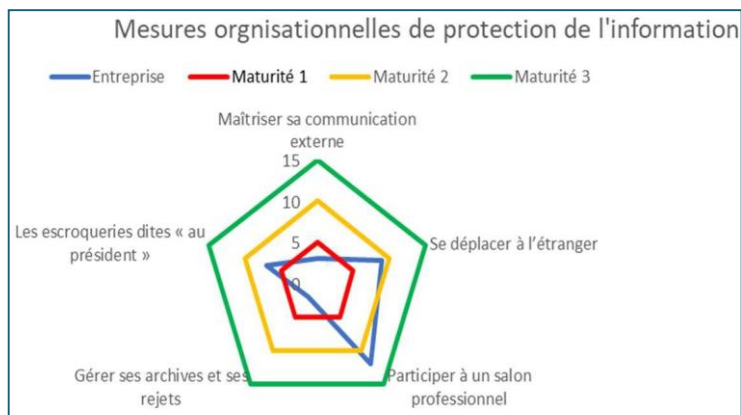 Mesures orgnisationnelles de protection de l'information
Entreprise Maturité 1 Maturité 2 Maturité 3
Maîtriser sa communication
externe
15
10
5
0
Se déplacer à l'étranger
Participer à un salon
professionnel
Gérer ses archives et ses
rejets
Les escroqueries dites « au
président »